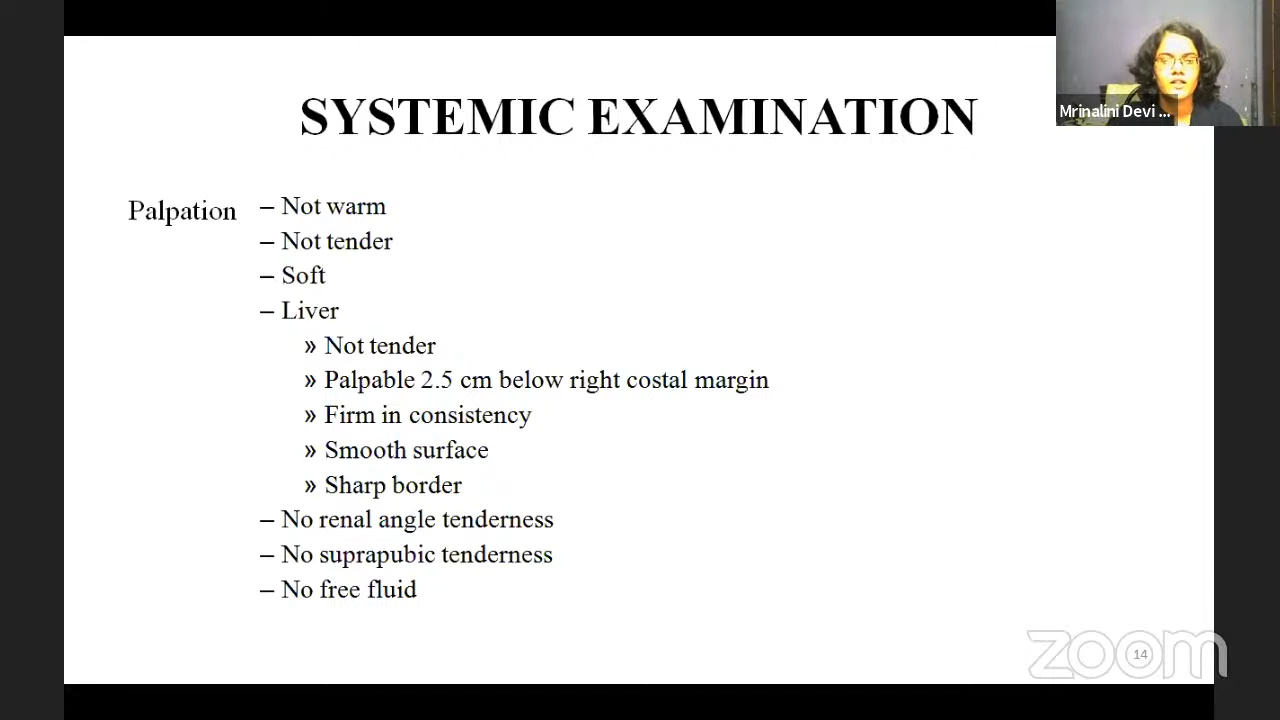 SYSTEMIC EXAMINATION
Mrinalini Devi ...
Palpation
– Not warm
– Not tender
– Soft
– Liver
» Not tender
» Palpable 2.5 cm below right costal margin
» Firm in consistency
» Smooth surface
» Sharp border
– No renal angle tenderness
– No suprapubic tenderness
– No free fluid
zoom
14